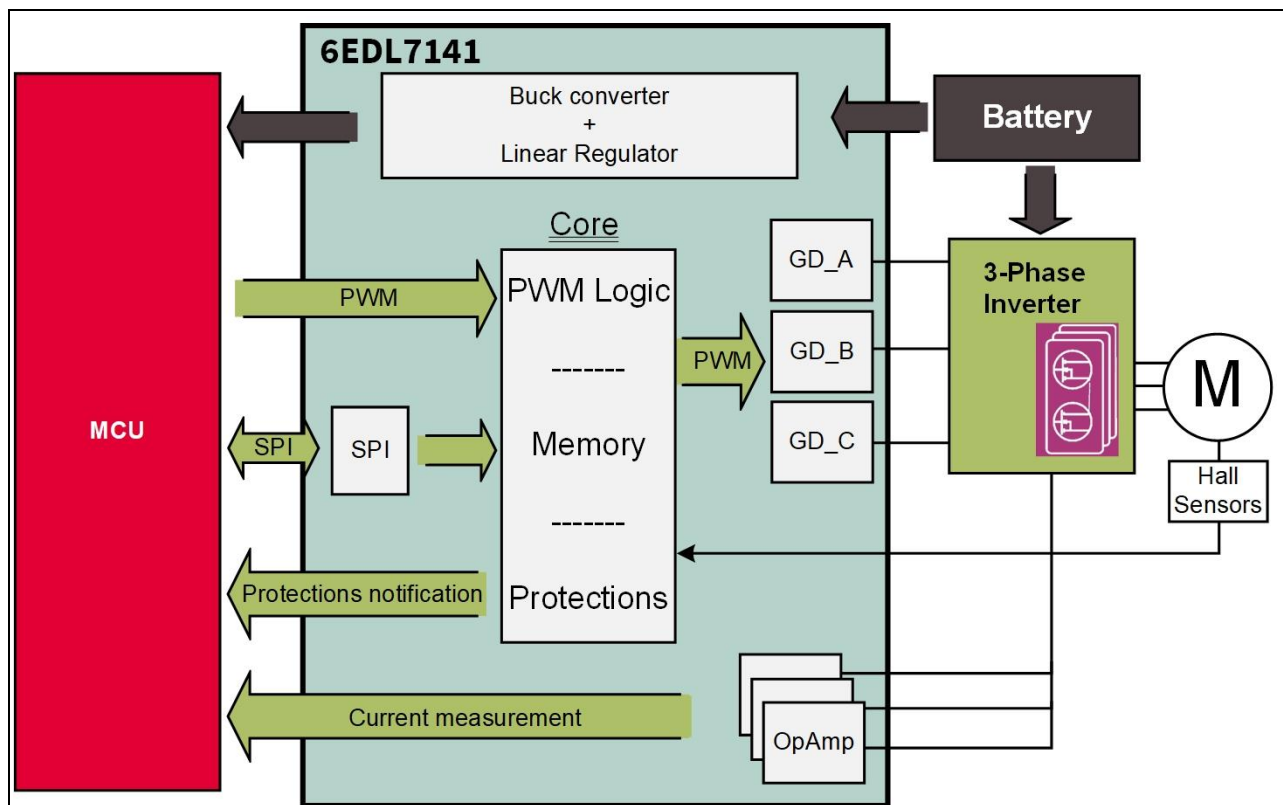 6EDL7141
Buck converter
+
Linear Regulator
Battery
Core
PWM Logic
-------
Memory
-------
Protections
GD_A
GD_B
GD_C
3-Phase
Inverter
M
Hall
Sensors
PWM
PWM
MCU
SPI
SPI
Protections notification
Current measurement
OpAmp